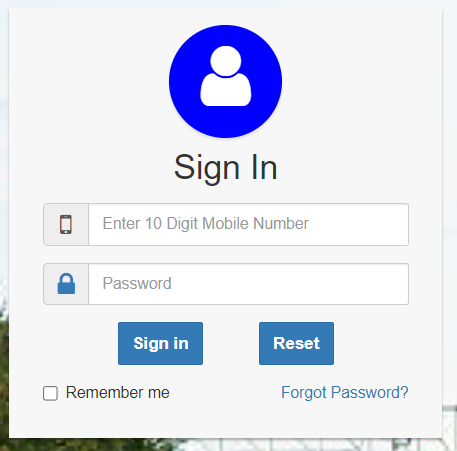 Sign In
Enter 10 Digit Mobile Number
Password
Sign in Reset
Remember me Forgot Password?